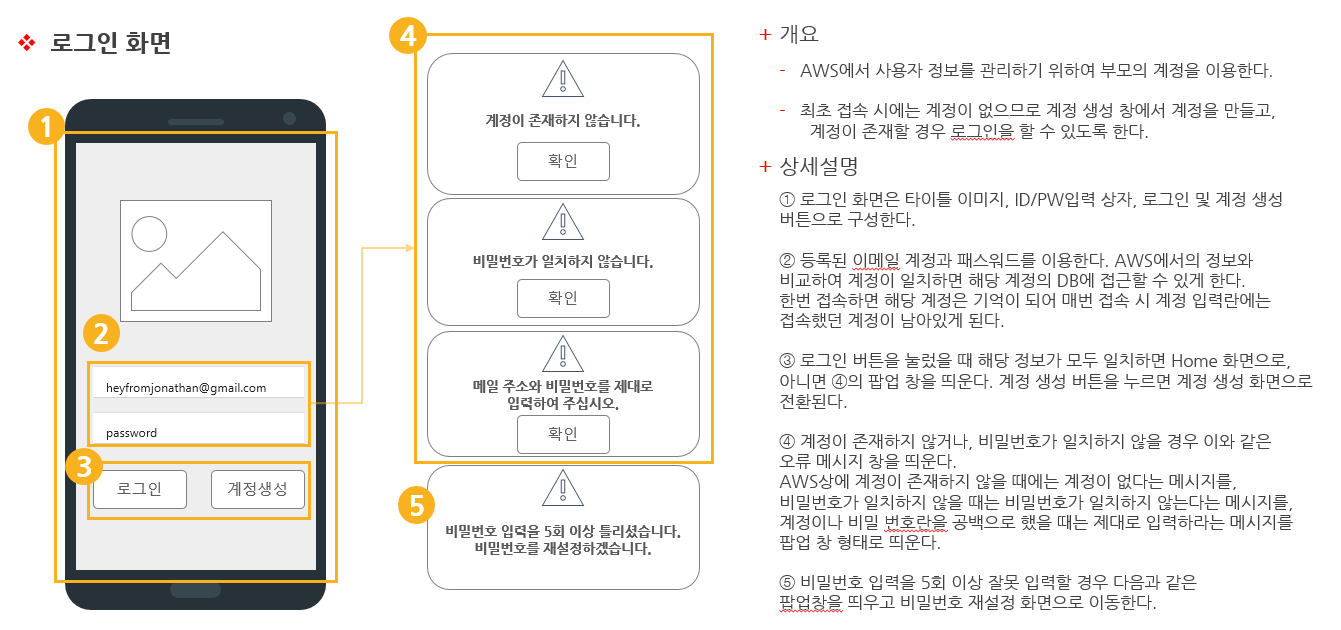 ❖ 로그인 화면
1
2
heyfromjonathan@gmail.com
password
3
로그인
계정생성
4
계정이 존재하지 않습니다.
확인
비밀번호가 일치하지 않습니다.
확인
메일 주소와 비밀번호를 제대로
입력하여 주십시오.
확인
5
비밀번호 입력을 5회 이상 틀리셨습니다.
비밀번호를 재설정하겠습니다.
+ 개요
- AWS에서 사용자 정보를 관리하기 위하여 부모의 계정을 이용한다.
- 최초 접속 시에는 계정이 없으므로 계정 생성 창에서 계정을 만들고,
계정이 존재할 경우 로그인을 할 수 있도록 한다.
+ 상세설명
① 로그인 화면은 타이틀 이미지, ID/PW입력 상자, 로그인 및 계정 생성
버튼으로 구성한다.
② 등록된 이메일 계정과 패스워드를 이용한다. AWS에서의 정보와
비교하여 계정이 일치하면 해당 계정의 DB에 접근할 수 있게 한다.
한번 접속하면 해당 계정은 기억이 되어 매번 접속 시 계정 입력란에는
접속했던 계정이 남아있게 된다.
③ 로그인 버튼을 눌렀을 때 해당 정보가 모두 일치하면 Home 화면으로,
아니면 ④의 팝업 창을 띄운다. 계정 생성 버튼을 누르면 계정 생성 화면으로
전환된다.
④ 계정이 존재하지 않거나, 비밀번호가 일치하지 않을 경우 이와 같은
오류 메시지 창을 띄운다.
AWS상에 계정이 존재하지 않을 때에는 계정이 없다는 메시지를,
비밀번호가 일치하지 않을 때는 비밀번호가 일치하지 않는다는 메시지를,
계정이나 비밀 번호란을 공백으로 했을 때는 제대로 입력하라는 메시지를
팝업 창 형태로 띄운다.
⑤ 비밀번호 입력을 5회 이상 잘못 입력할 경우 다음과 같은
팝업창을 띄우고 비밀번호 재설정 화면으로 이동한다.